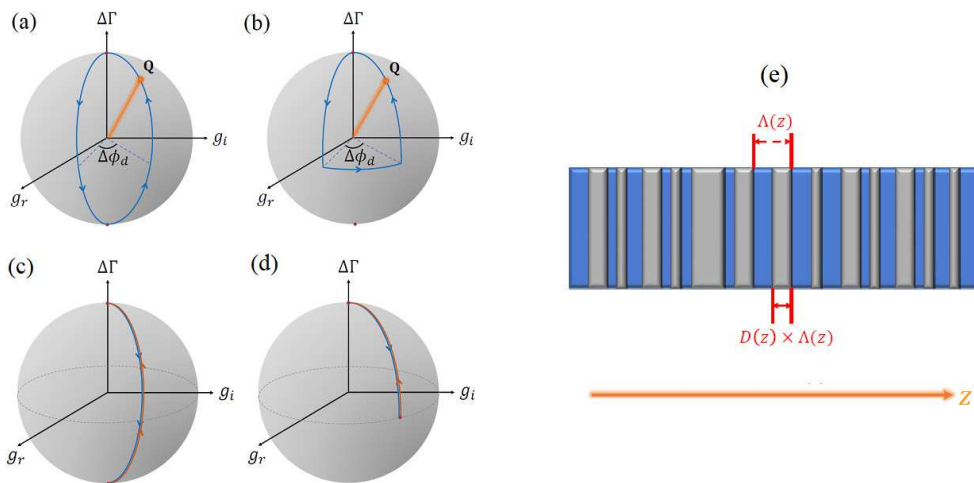 (a)
ΔΓ
Q
g_i
Δϕ_d
g_r
(b)
ΔΓ
Q
g_i
Δϕ_d
g_r
(c)
ΔΓ
g_i
g_r
(d)
ΔΓ
g_i
g_r
(e)
Λ(z)
D(z) × Λ(z)
Z